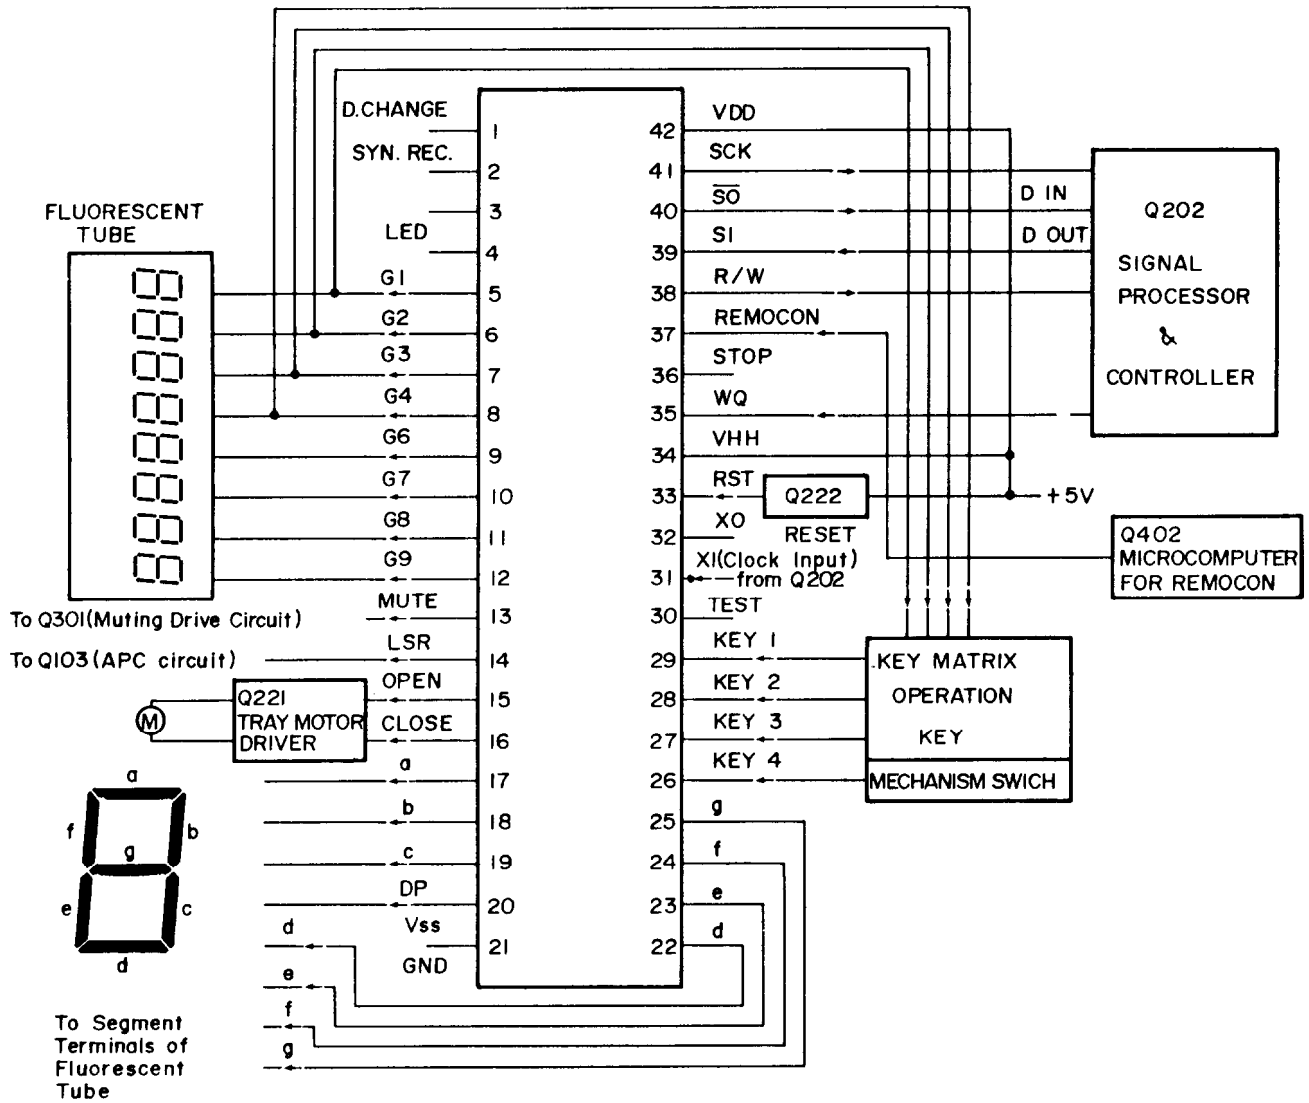 D.CHANGE
1
SYN. REC.
2
3
LED
4
G1
5
G2
6
G3
7
G4
8
G6
9
G7
10
G8
11
G9
12
MUTE
13
LSR
14
OPEN
15
CLOSE
16
a
17
b
18
c
19
DP
20
Vss
21
GND
FLUORESCENT
TUBE
To Q301(Muting Drive Circuit)
To Q103(APC circuit)
M
Q221
TRAY MOTOR
DRIVER
a
f
b
g
e
c
d
d
e
f
g
To Segment
Terminals of
Fluorescent
Tube
VDD
42
SCK
41
SO
40
D IN
SI
39
D OUT
R/W
38
REMOCON
37
STOP
36
WQ
35
VHH
34
RST
33
Q222
RESET
+5V
XO
32
XI(Clock Input)
31
from Q202
TEST
30
KEY 1
29
KEY 2
28
KEY 3
27
KEY 4
26
g
25
f
24
e
23
d
22
Q202
SIGNAL
PROCESSOR
&
CONTROLLER
Q402
MICROCOMPUTER
FOR REMOCON
KEY MATRIX
OPERATION
KEY
MECHANISM SWICH